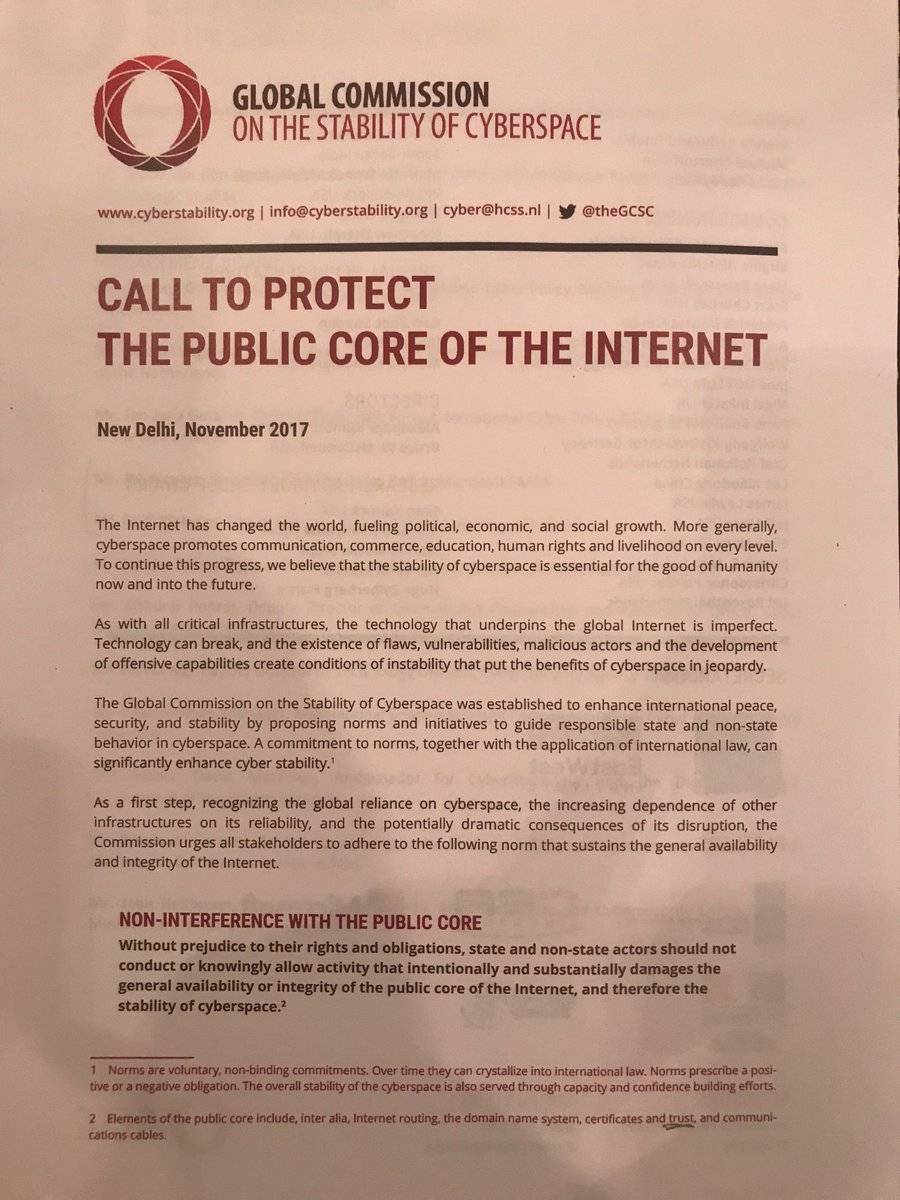 GLOBAL COMMISSION
ON THE STABILITY OF CYBERSPACE
www.cyberstability.org | info@cyberstability.org | cyber@hcss.nl | @theGCSC
CALL TO PROTECT
THE PUBLIC CORE OF THE INTERNET
New Delhi, November 2017
The Internet has changed the world, fueling political, economic, and social growth. More generally,
cyberspace promotes communication, commerce, education, human rights and livelihood on every level.
To continue this progress, we believe that the stability of cyberspace is essential for the good of humanity
now and into the future.
As with all critical infrastructures, the technology that underpins the global Internet is imperfect.
Technology can break, and the existence of flaws, vulnerabilities, malicious actors and the development
of offensive capabilities create conditions of instability that put the benefits of cyberspace in jeopardy.
The Global Commission on the Stability of Cyberspace was established to enhance international peace,
security, and stability by proposing norms and initiatives to guide responsible state and non-state
behavior in cyberspace. A commitment to norms, together with the application of international law, can
significantly enhance cyber stability.¹
As a first step, recognizing the global reliance on cyberspace, the increasing dependence of other
infrastructures on its reliability, and the potentially dramatic consequences of its disruption, the
Commission urges all stakeholders to adhere to the following norm that sustains the general availability
and integrity of the Internet.
NON-INTERFERENCE WITH THE PUBLIC CORE
Without prejudice to their rights and obligations, state and non-state actors should not
conduct or knowingly allow activity that intentionally and substantially damages the
general availability or integrity of the public core of the Internet, and therefore the
stability of cyberspace.²
1 Norms are voluntary, non-binding commitments. Over time they can crystallize into international law. Norms prescribe a posi-
tive or a negative obligation. The overall stability of the cyberspace is also served through capacity and confidence building efforts.
2 Elements of the public core include, inter alia, Internet routing, the domain name system, certificates and trust, and communi-
cations cables.